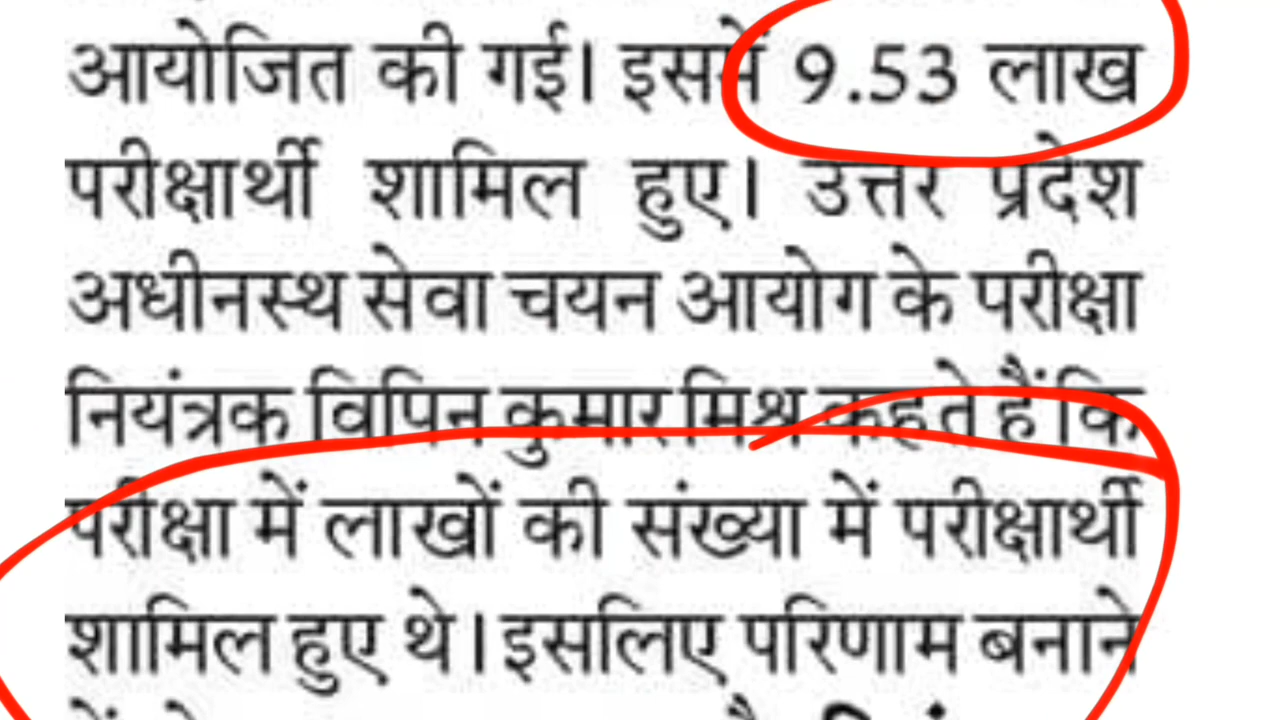 आयोजित की गई। इसमें 9.53 लाख
परीक्षार्थी शामिल हुए। उत्तर प्रदेश
अधीनस्थ सेवा चयन आयोग के परीक्षा
नियंत्रक विपिन कुमार मिश्र कहते हैं कि
परीक्षा में लाखों की संख्या में परीक्षार्थी
शामिल हुए थे। इसलिए परिणाम बनाने